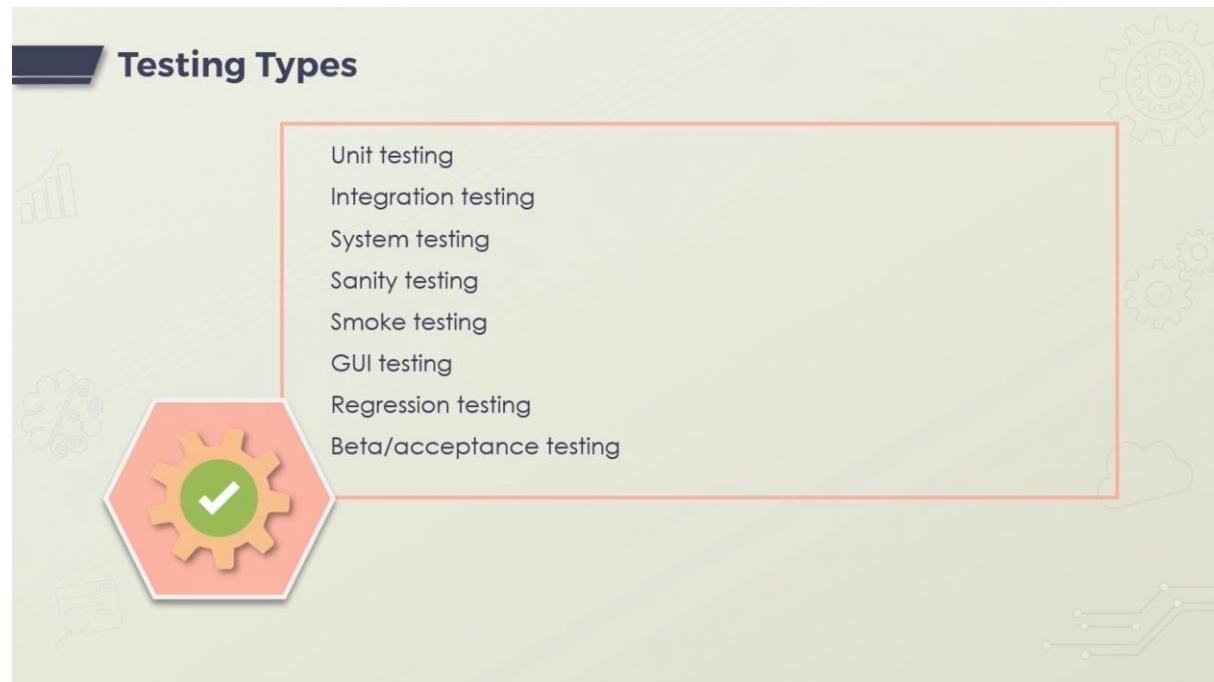 Testing Types
Unit testing
Integration testing
System testing
Sanity testing
Smoke testing
GUI testing
Regression testing
Beta/acceptance testing